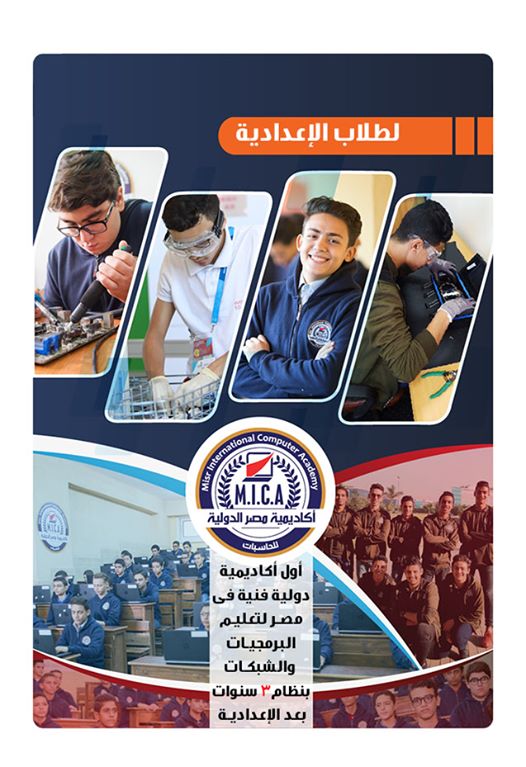 لطلاب الإعدادية
Misr International Computer Academy
M.I.C.A
أكاديمية مصر الدولية
للحاسبات
أول أكاديمية
دولية فنية فى
مصر لتعليم
البرمجيات
والشبكات
بنظام ٣ سنوات
بعد الإعدادية
M.I.C.A